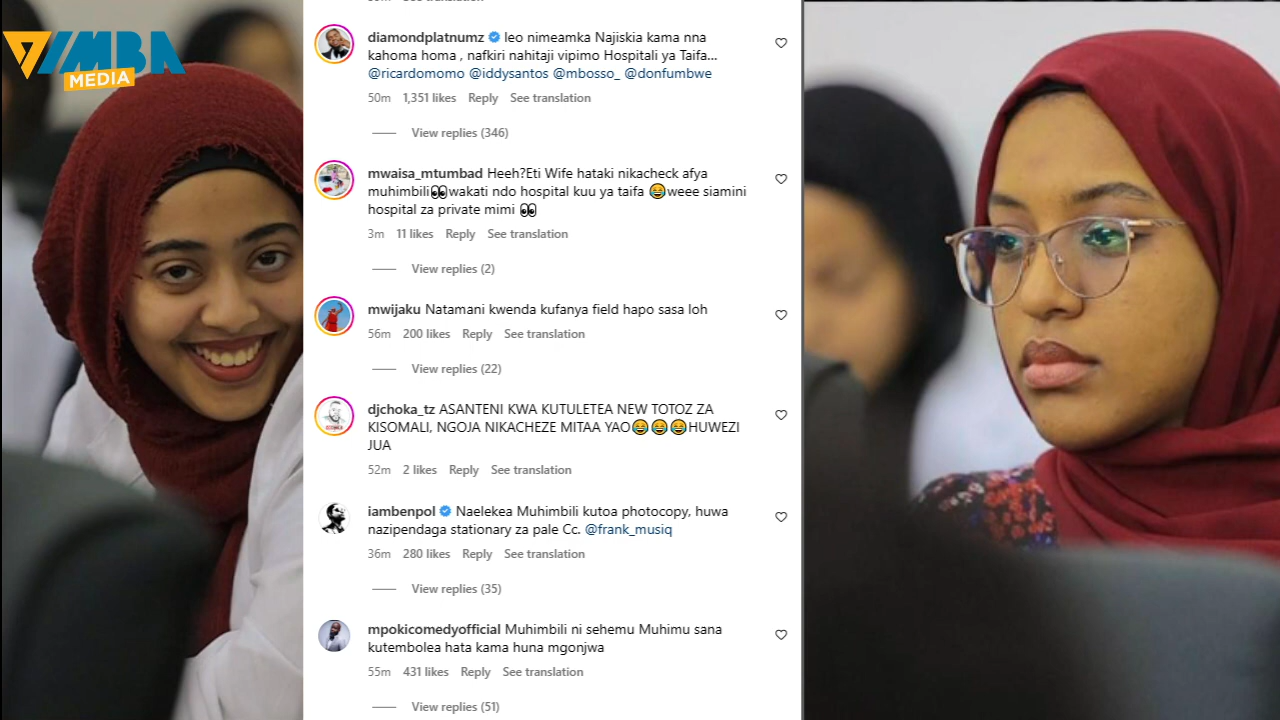 VIMBA
MEDIA
See translation
diamondplatnumz leo nimeamka Najiskia kama nna
kahoma homa , nafkiri nahitaji vipimo Hospitali ya Taifa...
@ricardomomo @iddysantos @mbosso_ @donfumbwe
50m 1,351 likes Reply See translation
View replies (346)
mwaisa_mtumbad Heeh?Eti Wife hataki nikacheck afya
muhimbili👀wakati ndo hospital kuu ya taifa 😂weee siamini
hospital za private mimi 👀
3m 11 likes Reply See translation
View replies (2)
mwijaku Natamani kwenda kufanya field hapo sasa loh
56m 200 likes Reply See translation
View replies (22)
djchoka_tz ASANTENI KWA KUTULETEA NEW TOTOZ ZA
KISOMALI, NGOJA NIKACHEZE MITAA YAO😂😂😂HUWEZI
JUA
52m 2 likes Reply See translation
iambenpol Naelekea Muhimbili kutoa photocopy, huwa
nazipendaga stationary za pale Cc. @frank_musiq
36m 280 likes Reply See translation
View replies (35)
mpokicomedyofficial Muhimbili ni sehemu Muhimu sana
kutembolea hata kama huna mgonjwa
55m 431 likes Reply See translation
View replies (51)